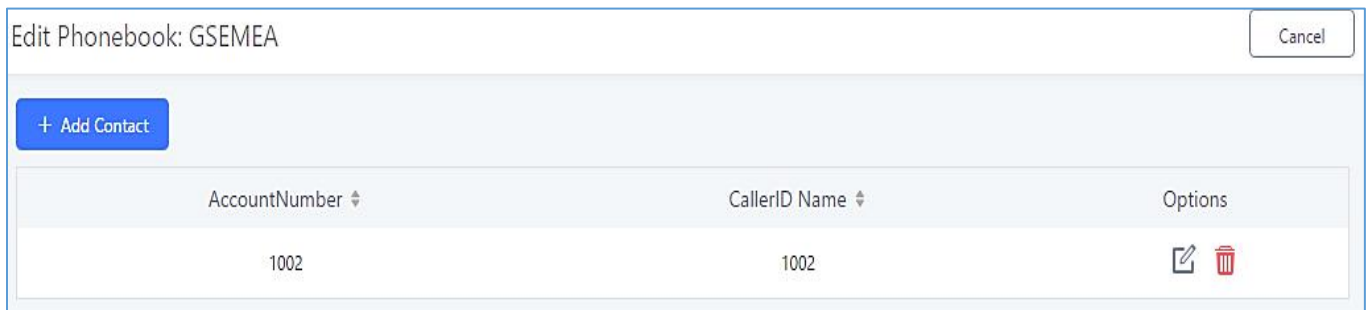 Edit Phonebook: GSEMEA
Cancel
+ Add Contact
AccountNumber CallerID Name Options
1002 1002